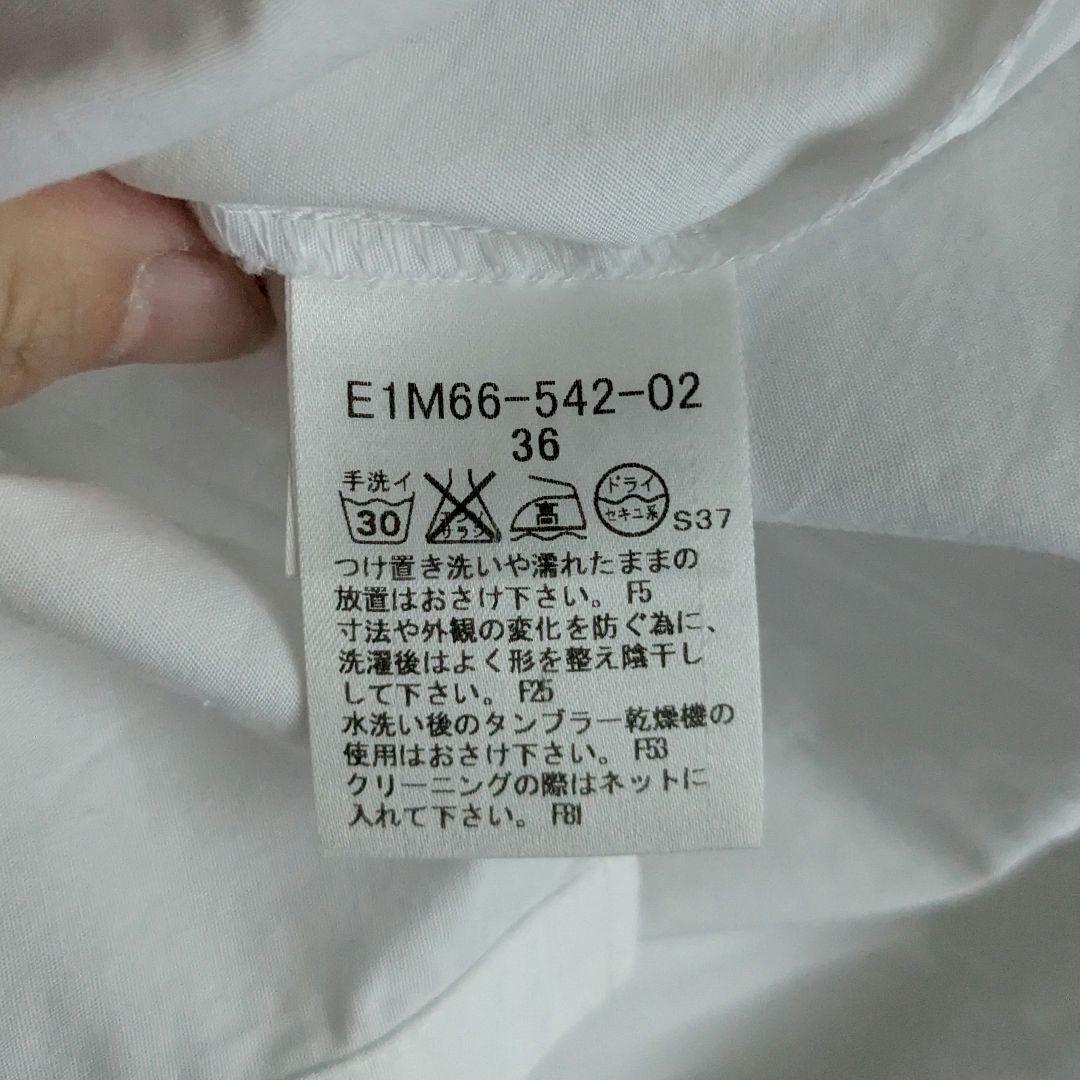 E1M66-542-02
36
手洗イ
30
エンソ
サラシ
高
ドライ
セキユ系
S37
つけ置き洗いや濡れたままの
放置はおさけ下さい。 F5
寸法や外観の変化を防ぐ為に、
洗濯後はよく形を整え陰干し
して下さい。 F25
水洗い後のタンブラー乾燥機の
使用はおさけ下さい。 F53
クリーニングの際はネットに
入れて下さい。 F81